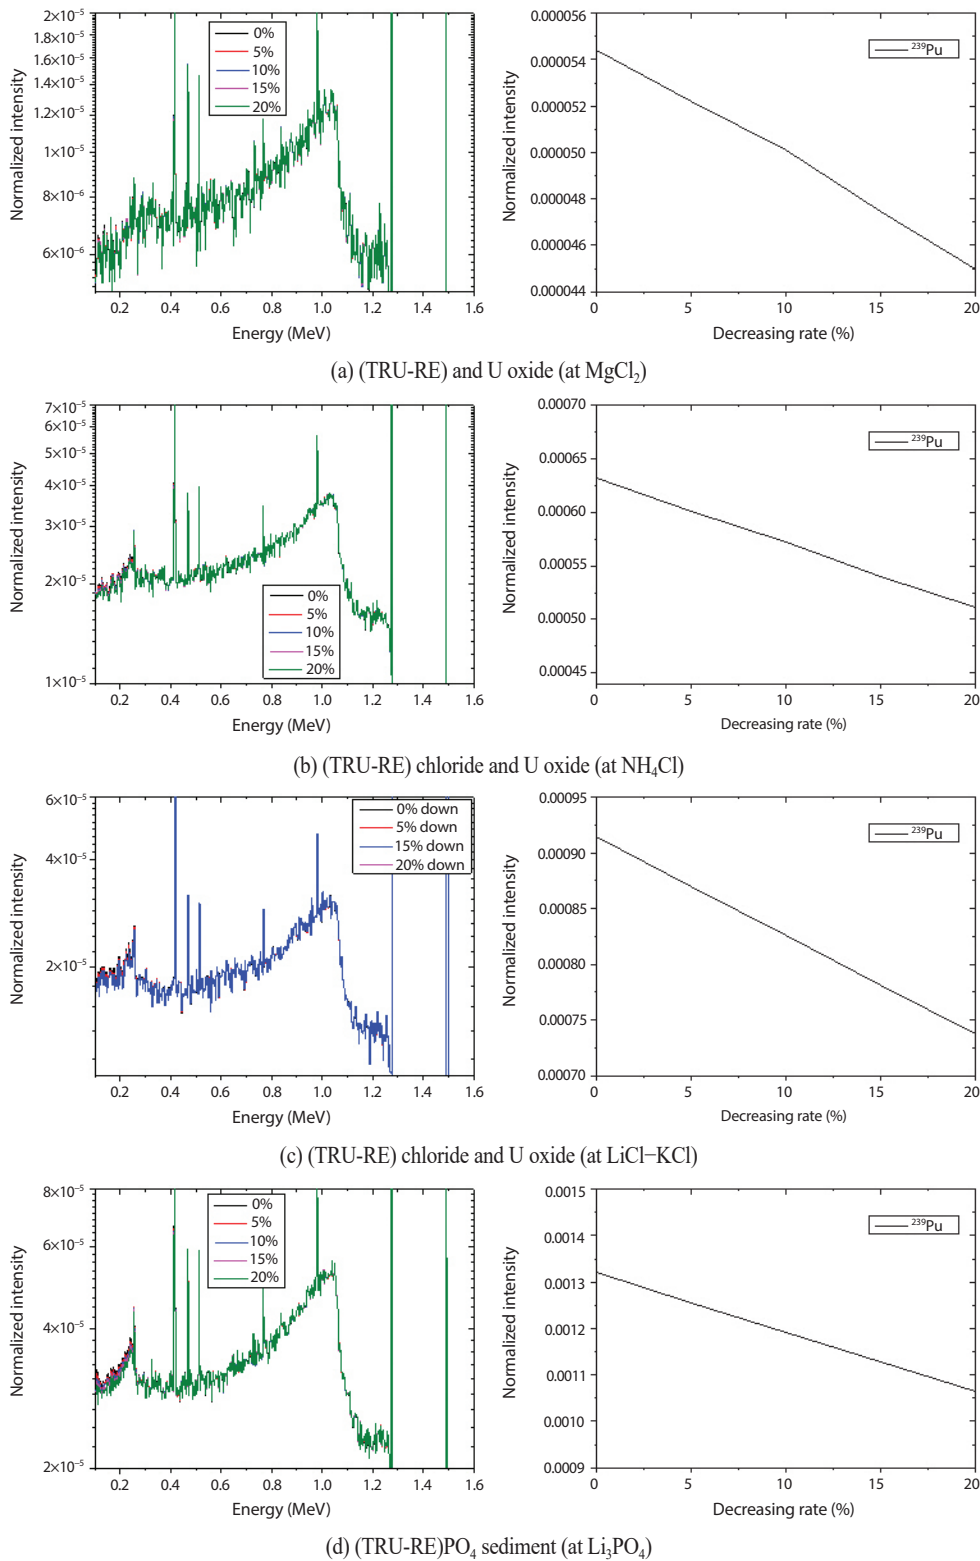 2×10⁻⁵
1.8×10⁻⁵
1.6×10⁻⁵
1.4×10⁻⁵
1.2×10⁻⁵
1×10⁻⁵
8×10⁻⁶
6×10⁻⁶
Normalized intensity
0%
5%
10%
15%
20%
0.2 0.4 0.6 0.8 1.0 1.2 1.4 1.6
Energy (MeV)
0.000056
0.000054
0.000052
0.000050
0.000048
0.000046
0.000044
Normalized intensity
²³⁹Pu
0 5 10 15 20
Decreasing rate (%)
(a) (TRU-RE) and U oxide (at MgCl₂)
7×10⁻⁵
6×10⁻⁵
5×10⁻⁵
4×10⁻⁵
3×10⁻⁵
2×10⁻⁵
1×10⁻⁵
Normalized intensity
0%
5%
10%
15%
20%
0.2 0.4 0.6 0.8 1.0 1.2 1.4 1.6
Energy (MeV)
0.00070
0.00065
0.00060
0.00055
0.00050
0.00045
Normalized intensity
²³⁹Pu
0 5 10 15 20
Decreasing rate (%)
(b) (TRU-RE) chloride and U oxide (at NH₄Cl)
6×10⁻⁵
4×10⁻⁵
2×10⁻⁵
Normalized intensity
0% down
5% down
15% down
20% down
0.2 0.4 0.6 0.8 1.0 1.2 1.4 1.6
Energy (MeV)
0.00095
0.00090
0.00085
0.00080
0.00075
0.00070
Normalized intensity
²³⁹Pu
0 5 10 15 20
Decreasing rate (%)
(c) (TRU-RE) chloride and U oxide (at LiCl−KCl)
8×10⁻⁵
6×10⁻⁵
4×10⁻⁵
2×10⁻⁵
Normalized intensity
0%
5%
10%
15%
20%
0.2 0.4 0.6 0.8 1.0 1.2 1.4 1.6
Energy (MeV)
0.0015
0.0014
0.0013
0.0012
0.0011
0.0010
0.0009
Normalized intensity
²³⁹Pu
0 5 10 15 20
Decreasing rate (%)
(d) (TRU-RE)PO₄ sediment (at Li₃PO₄)